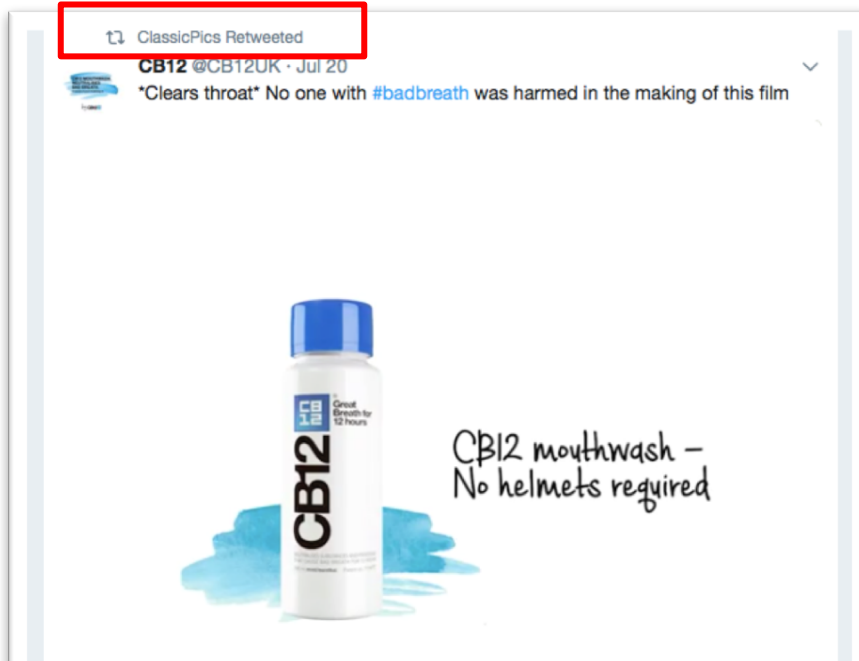 ClassicPics Retweeted
CB12 @CB12UK · Jul 20
*Clears throat* No one with #badbreath was harmed in the making of this film
CB
12
Great
Breath for
12 hours
CB12
CB12 mouthwash –
No helmets required